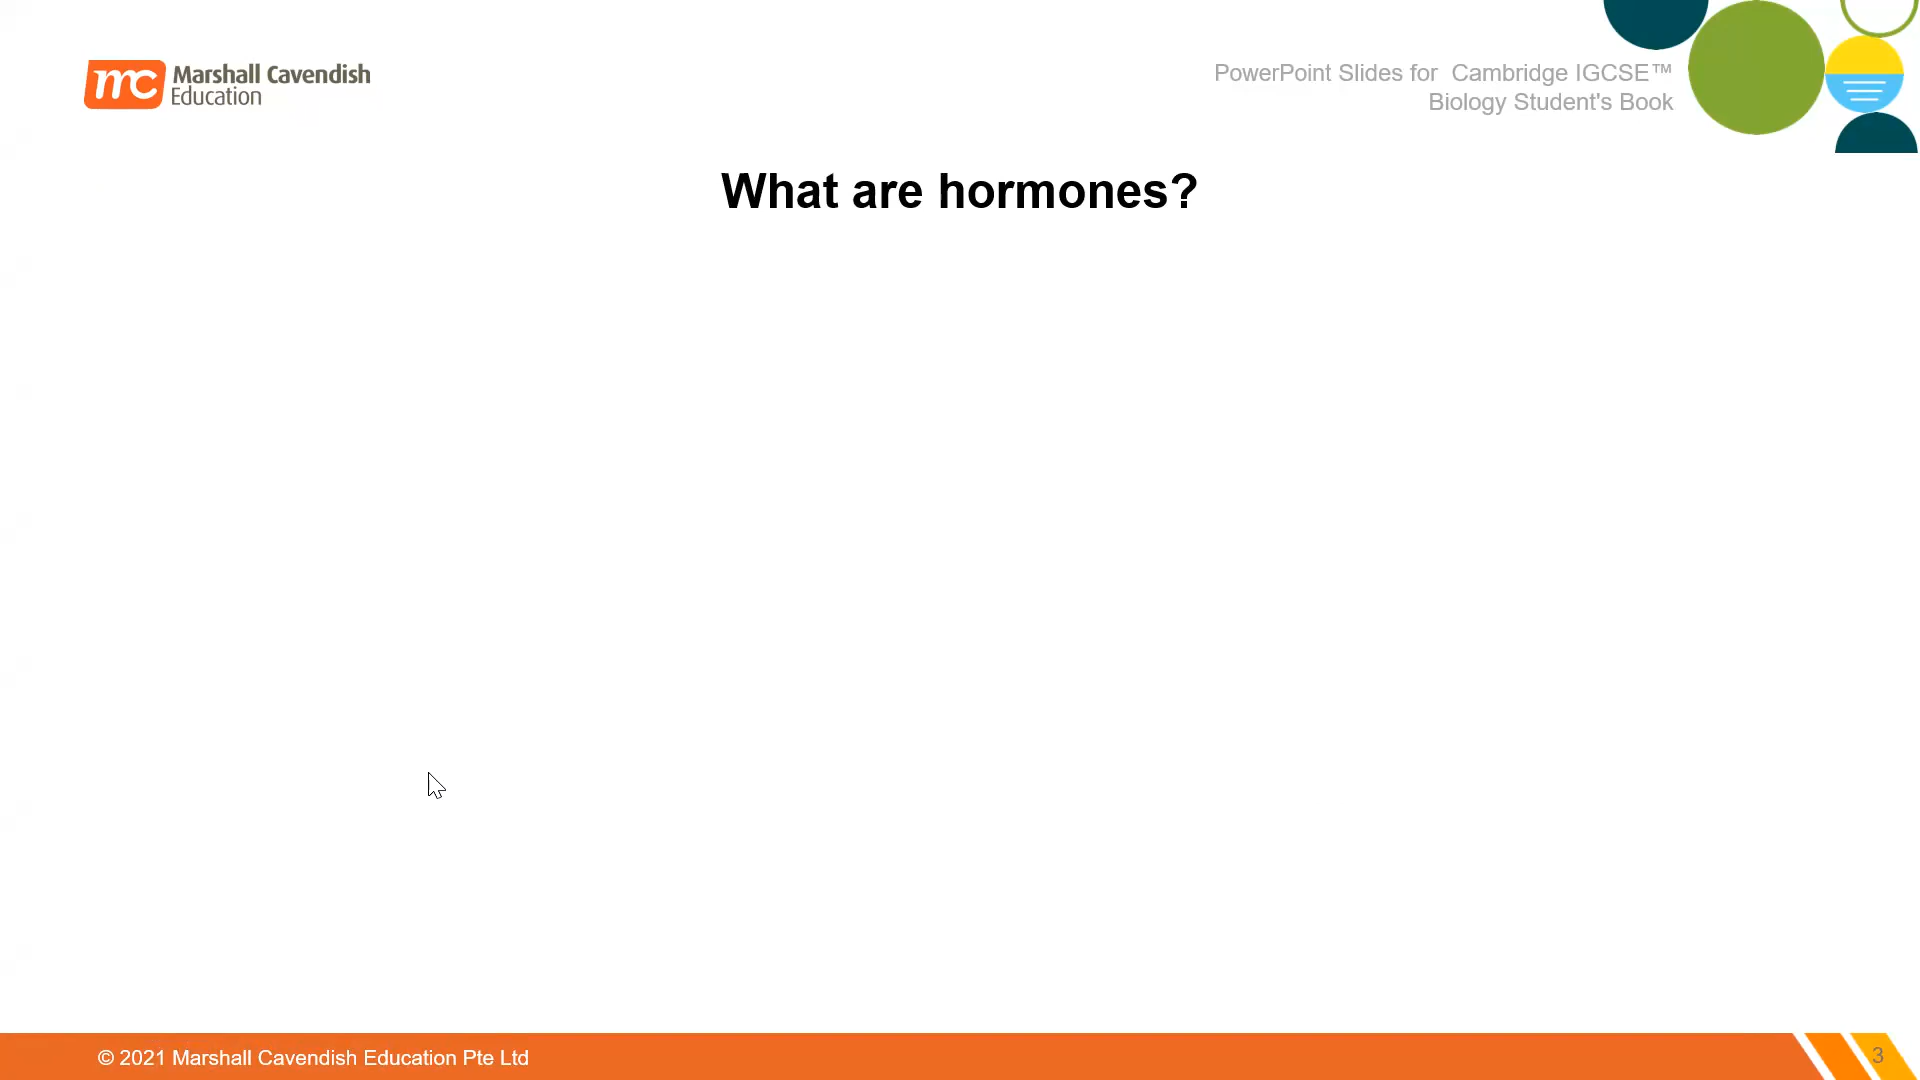 mc Marshall Cavendish
Education
PowerPoint Slides for  Cambridge IGCSE™
Biology Student's Book
What are hormones?
© 2021 Marshall Cavendish Education Pte Ltd
3